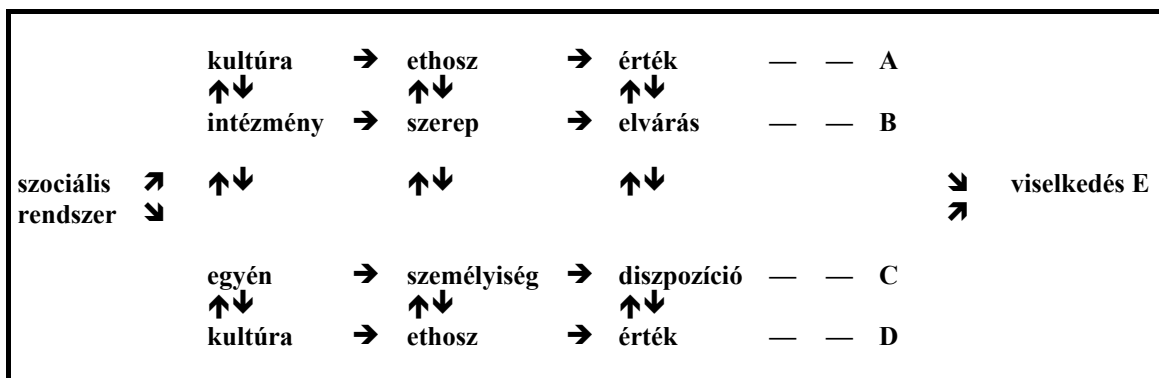 kultúra → ethosz → érték — — A
↑↓ ↑↓ ↑↓
intézmény → szerep → elvárás — — B
szociális ↗ ↑↓ ↑↓ ↑↓ ↘ viselkedés E
rendszer ↘ ↗
egyén → személyiség → diszpozíció — — C
↑↓ ↑↓ ↑↓
kultúra → ethosz → érték — — D